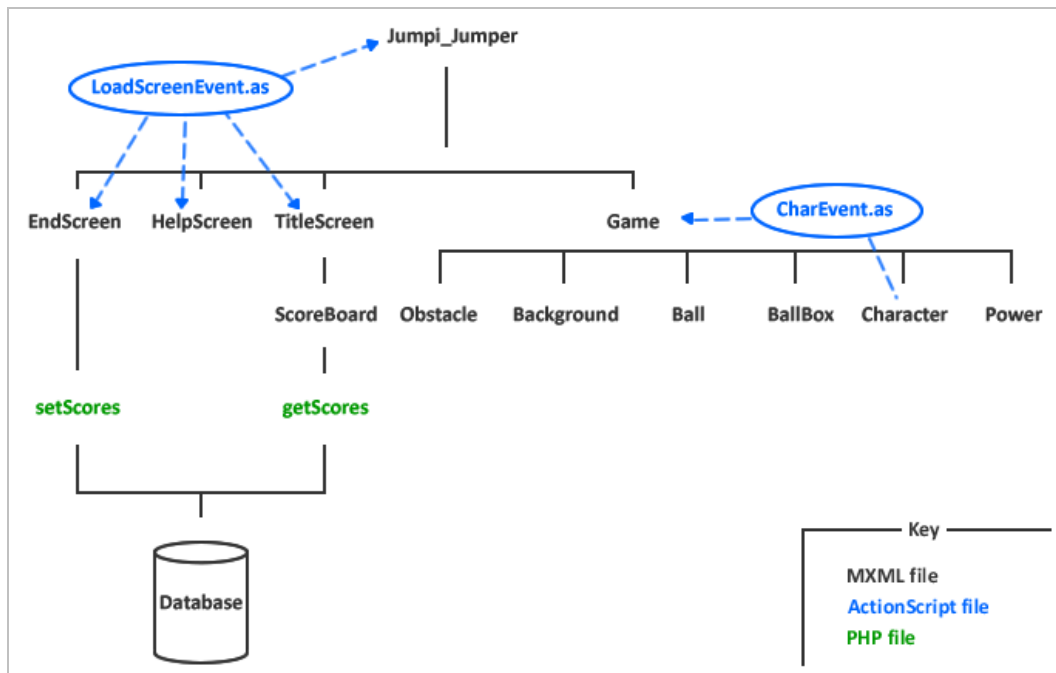 Jumpi_Jumper
LoadScreenEvent.as
EndScreen
HelpScreen
TitleScreen
Game
CharEvent.as
ScoreBoard
Obstacle
Background
Ball
BallBox
Character
Power
setScores
getScores
Database
Key
MXML file
ActionScript file
PHP file